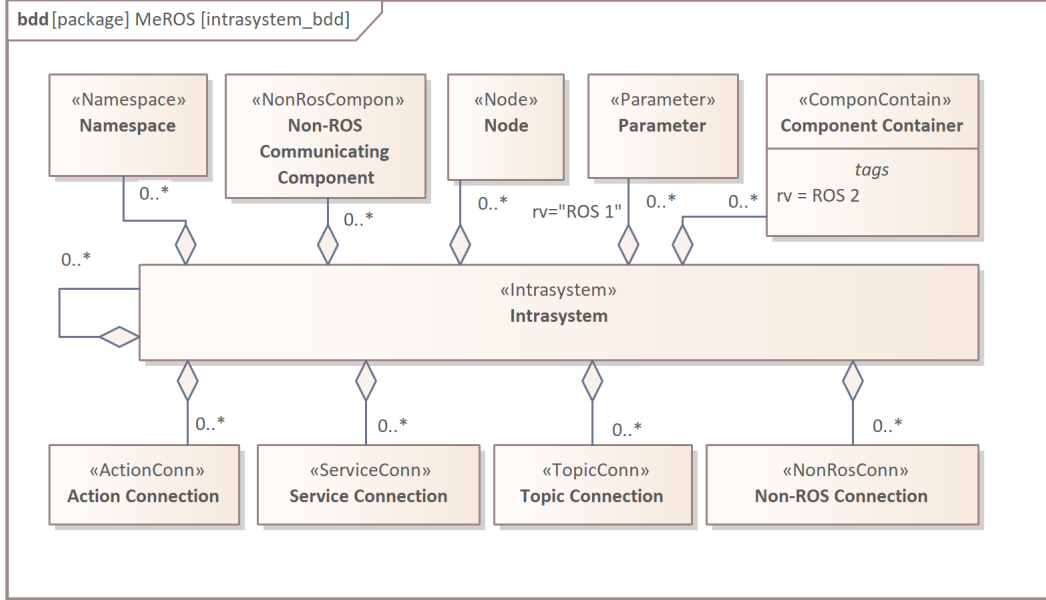 bdd [package] MeROS [intrasystem_bdd]
«Namespace»
Namespace
«NonRosCompon»
Non-ROS
Communicating
Component
«Node»
Node
«Parameter»
Parameter
«ComponContain»
Component Container
tags
rv = ROS 2
0..*
0..*
0..*
rv="ROS 1"
0..*
0..*
0..*
«Intrasystem»
Intrasystem
0..*
0..*
0..*
0..*
«ActionConn»
Action Connection
«ServiceConn»
Service Connection
«TopicConn»
Topic Connection
«NonRosConn»
Non-ROS Connection